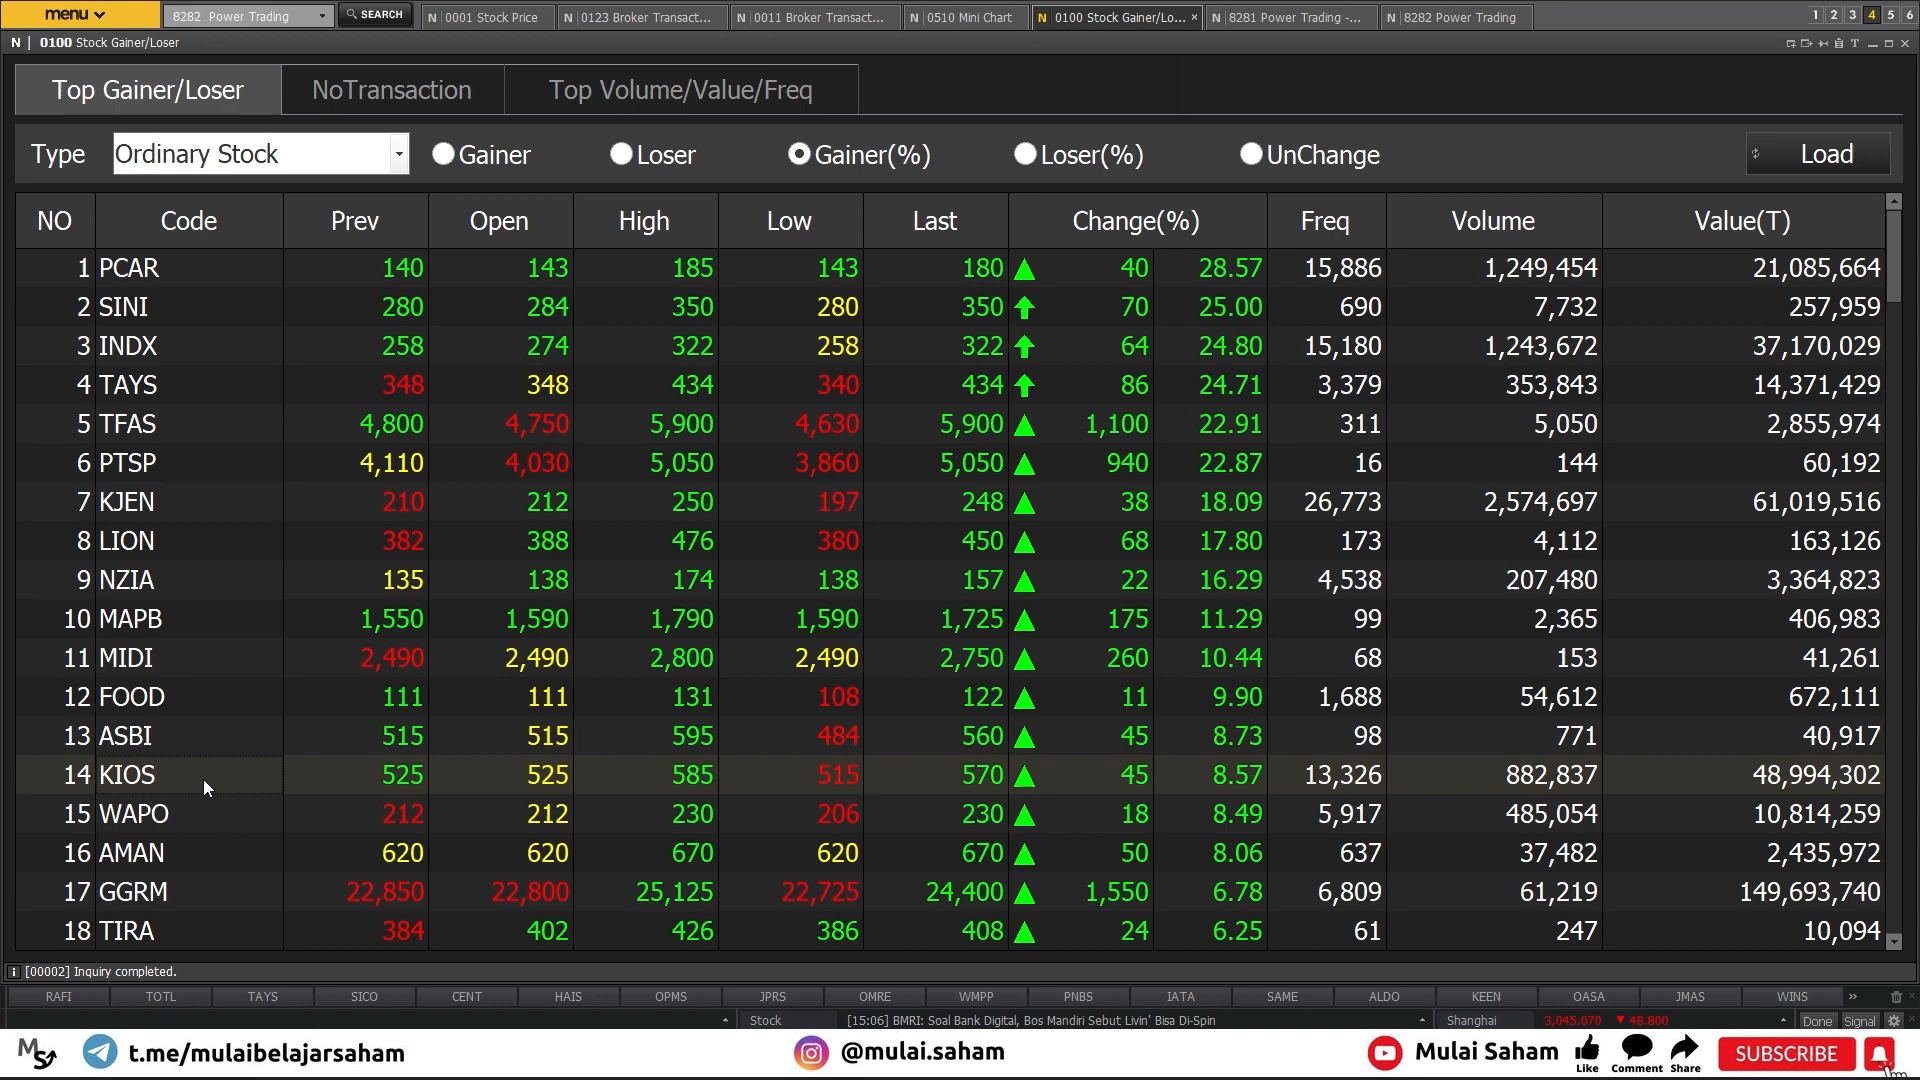 menu 8282 Power Trading SEARCH N 0001 Stock Price N 0123 Broker Transact... N 0011 Broker Transact... N 0510 Mini Chart N 0100 Stock Gainer/Lo... × N 8281 Power Trading -... N 8282 Power Trading 1 2 3 4 5 6
N | 0100 Stock Gainer/Loser
Top Gainer/Loser NoTransaction Top Volume/Value/Freq
Type Ordinary Stock Gainer Loser Gainer(%) Loser(%) UnChange Load
NO Code Prev Open High Low Last Change(%) Freq Volume Value(T)
1 PCAR 140 143 185 143 180 ▲ 40 28.57 15,886 1,249,454 21,085,664
2 SINI 280 284 350 280 350 ⬆ 70 25.00 690 7,732 257,959
3 INDX 258 274 322 258 322 ⬆ 64 24.80 15,180 1,243,672 37,170,029
4 TAYS 348 348 434 340 434 ⬆ 86 24.71 3,379 353,843 14,371,429
5 TFAS 4,800 4,750 5,900 4,630 5,900 ▲ 1,100 22.91 311 5,050 2,855,974
6 PTSP 4,110 4,030 5,050 3,860 5,050 ▲ 940 22.87 16 144 60,192
7 KJEN 210 212 250 197 248 ▲ 38 18.09 26,773 2,574,697 61,019,516
8 LION 382 388 476 380 450 ▲ 68 17.80 173 4,112 163,126
9 NZIA 135 138 174 138 157 ▲ 22 16.29 4,538 207,480 3,364,823
10 MAPB 1,550 1,590 1,790 1,590 1,725 ▲ 175 11.29 99 2,365 406,983
11 MIDI 2,490 2,490 2,800 2,490 2,750 ▲ 260 10.44 68 153 41,261
12 FOOD 111 111 131 108 122 ▲ 11 9.90 1,688 54,612 672,111
13 ASBI 515 515 595 484 560 ▲ 45 8.73 98 771 40,917
14 KIOS 525 525 585 515 570 ▲ 45 8.57 13,326 882,837 48,994,302
15 WAPO 212 212 230 206 230 ▲ 18 8.49 5,917 485,054 10,814,259
16 AMAN 620 620 670 620 670 ▲ 50 8.06 637 37,482 2,435,972
17 GGRM 22,850 22,800 25,125 22,725 24,400 ▲ 1,550 6.78 6,809 61,219 149,693,740
18 TIRA 384 402 426 386 408 ▲ 24 6.25 61 247 10,094
[00002] Inquiry completed.
RAFI TOTL TAYS SICO CENT HAIS OPMS JPRS OMRE WMPP PNBS IATA SAME ALDO KEEN OASA JMAS WINS »
Stock [15:06] BMRI: Soal Bank Digital, Bos Mandiri Sebut Livin' Bisa Di-Spin Shanghai 3,045.070 ▼ 48.800 Done Signal
MS t.me/mulaibelajarsaham @mulai.saham Mulai Saham Like Comment Share SUBSCRIBE